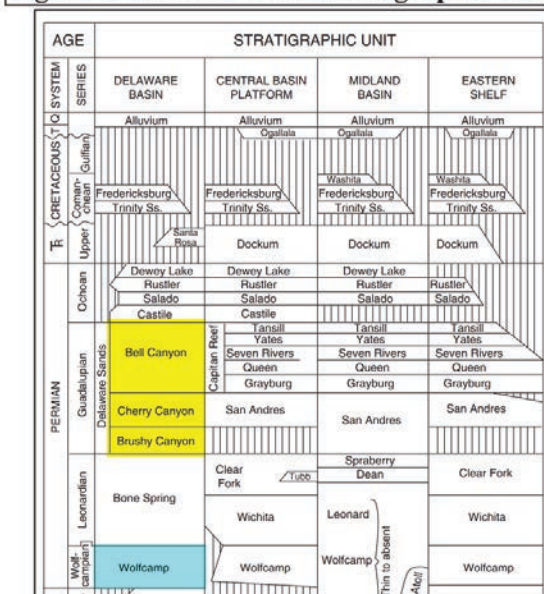 AGE
STRATIGRAPHIC UNIT
SYSTEM
SERIES
DELAWARE BASIN
CENTRAL BASIN PLATFORM
MIDLAND BASIN
EASTERN SHELF
Q
Alluvium Alluvium Alluvium Alluvium
T
Ogallala Ogallala Ogallala
CRETACEOUS
Gulfian
Coman-
chean
Washita Washita
Fredericksburg Fredericksburg Fredericksburg Fredericksburg
Trinity Ss. Trinity Ss. Trinity Ss. Trinity Ss.
Upper
Santa
Rosa
Dockum Dockum Dockum
PERMIAN
Ochoan
Dewey Lake Dewey Lake Dewey Lake
Rustler Rustler Rustler Rustler
Salado Salado Salado Salado
Castile Castile
Guadalupian
Delaware Sands
Bell Canyon
Capitan Reef
Tansill Tansill Tansill
Yates Yates Yates
Seven Rivers Seven Rivers Seven Rivers
Queen Queen Queen
Grayburg Grayburg Grayburg
Cherry Canyon
San Andres San Andres San Andres
Brushy Canyon
Leonardian
Bone Spring
Clear
Fork
Tubb
Spraberry
Dean
Clear Fork
Wichita
Leonard
Wichita
Wolf-
campian
Wolfcamp Wolfcamp Wolfcamp Wolfcamp
Thin to absent
Atoll